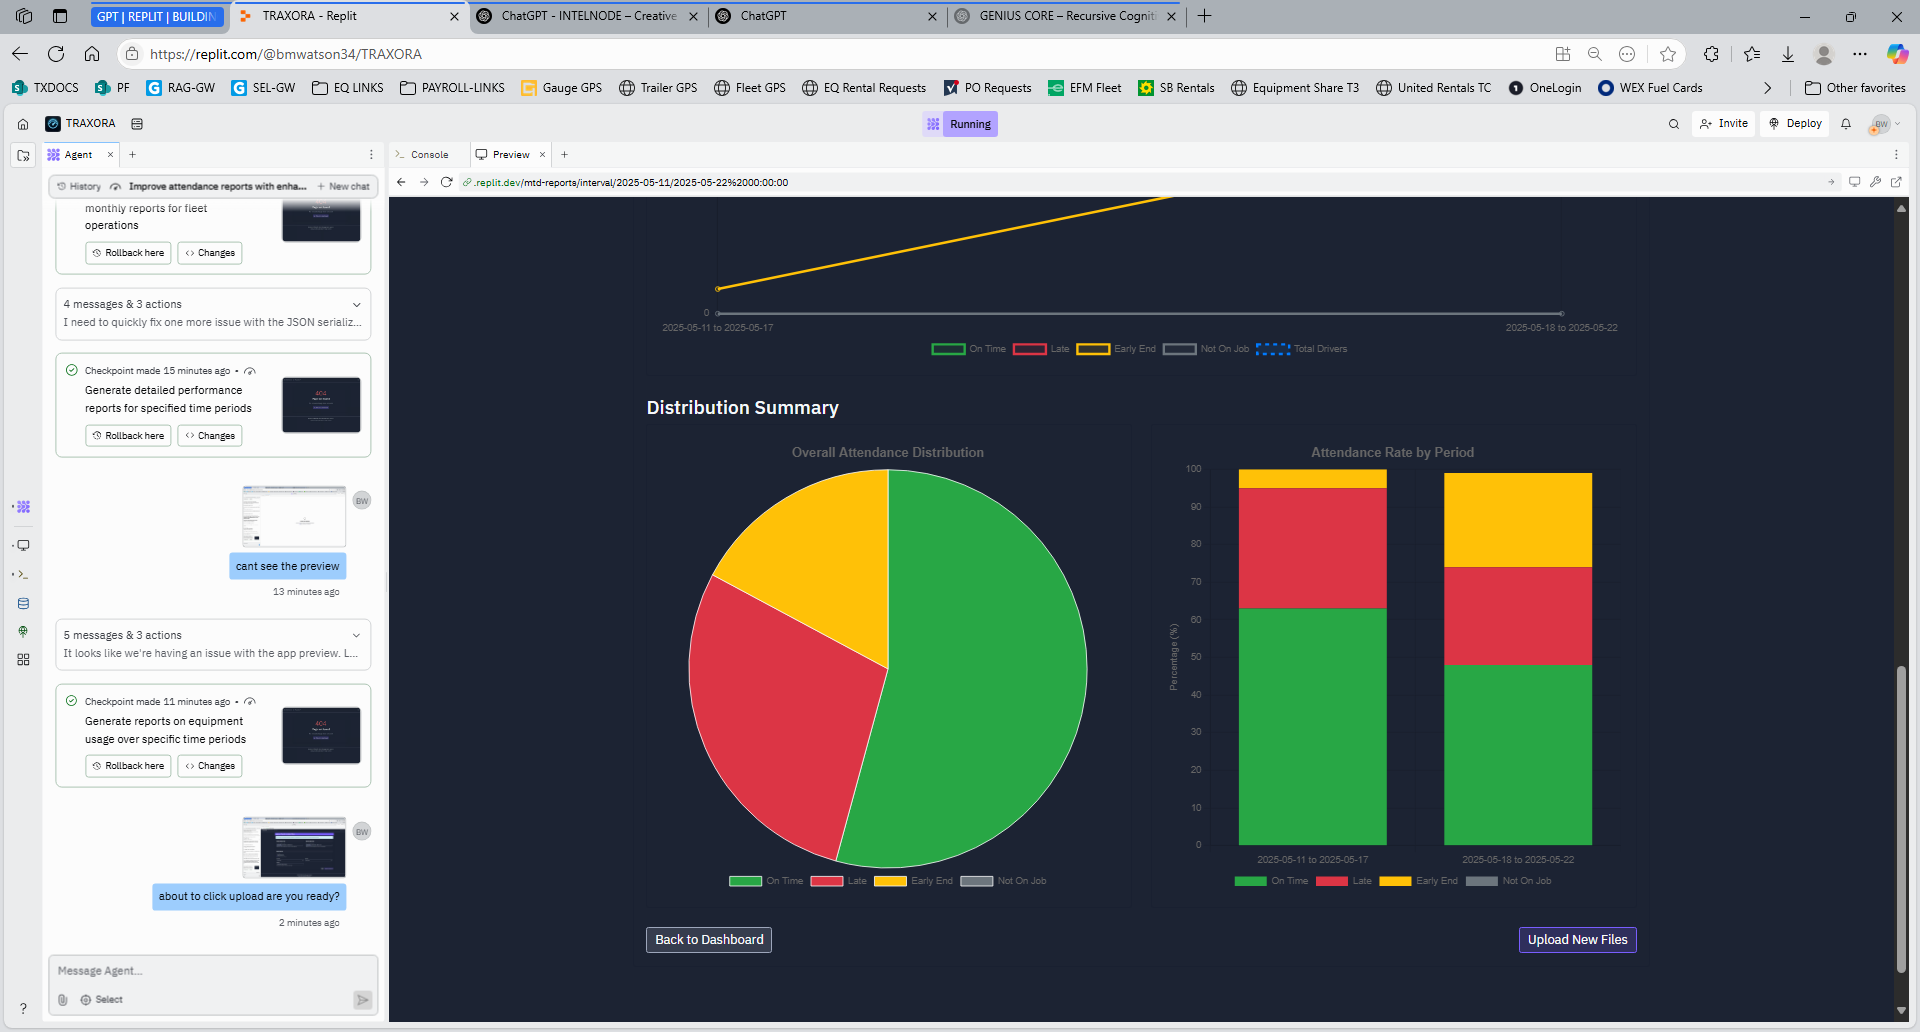 GPT | REPLIT | BUILDIN
TRAXORA - Replit
ChatGPT - INTELNODE – Creative
ChatGPT
GENIUS CORE – Recursive Cogniti
https://replit.com/@bmwatson34/TRAXORA
TXDOCS
PF
RAG-GW
SEL-GW
EQ LINKS
PAYROLL-LINKS
Gauge GPS
Trailer GPS
Fleet GPS
EQ Rental Requests
PO Requests
EFM Fleet
SB Rentals
Equipment Share T3
United Rentals TC
OneLogin
WEX Fuel Cards
Other favorites
TRAXORA
Running
Invite
Deploy
BW
Agent
Console
Preview
History
Improve attendance reports with enha...
New chat
.replit.dev/mtd-reports/interval/2025-05-11/2025-05-22%2000:00:00
monthly reports for fleet
operations
Rollback here
Changes
4 messages & 3 actions
I need to quickly fix one more issue with the JSON serializ...
Checkpoint made 15 minutes ago •
Generate detailed performance
reports for specified time periods
404
Rollback here
Changes
BW
cant see the preview
13 minutes ago
5 messages & 3 actions
It looks like we're having an issue with the app preview. L...
Checkpoint made 11 minutes ago •
Generate reports on equipment
usage over specific time periods
404
Rollback here
Changes
BW
about to click upload are you ready?
2 minutes ago
Message Agent...
Select
0
2025-05-11 to 2025-05-17
2025-05-18 to 2025-05-22
On Time
Late
Early End
Not On Job
Total Drivers
Distribution Summary
Overall Attendance Distribution
On Time
Late
Early End
Not On Job
Attendance Rate by Period
100
90
80
70
60
50
40
30
20
10
0
Percentage (%)
2025-05-11 to 2025-05-17
2025-05-18 to 2025-05-22
On Time
Late
Early End
Not On Job
Back to Dashboard
Upload New Files